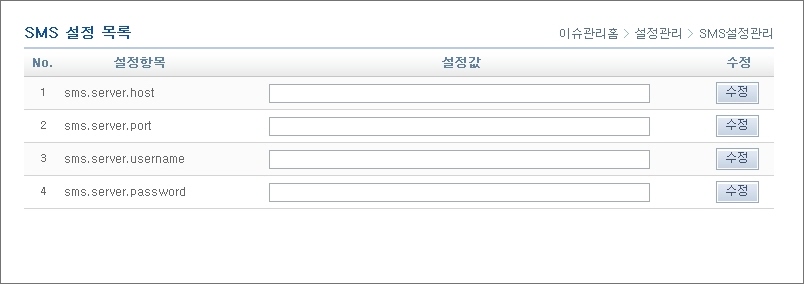 SMS 설정 목록
이슈관리홈 > 설정관리 > SMS설정관리
No. 설정항목 설정값 수정
1 sms.server.host 수정
2 sms.server.port 수정
3 sms.server.username 수정
4 sms.server.password 수정